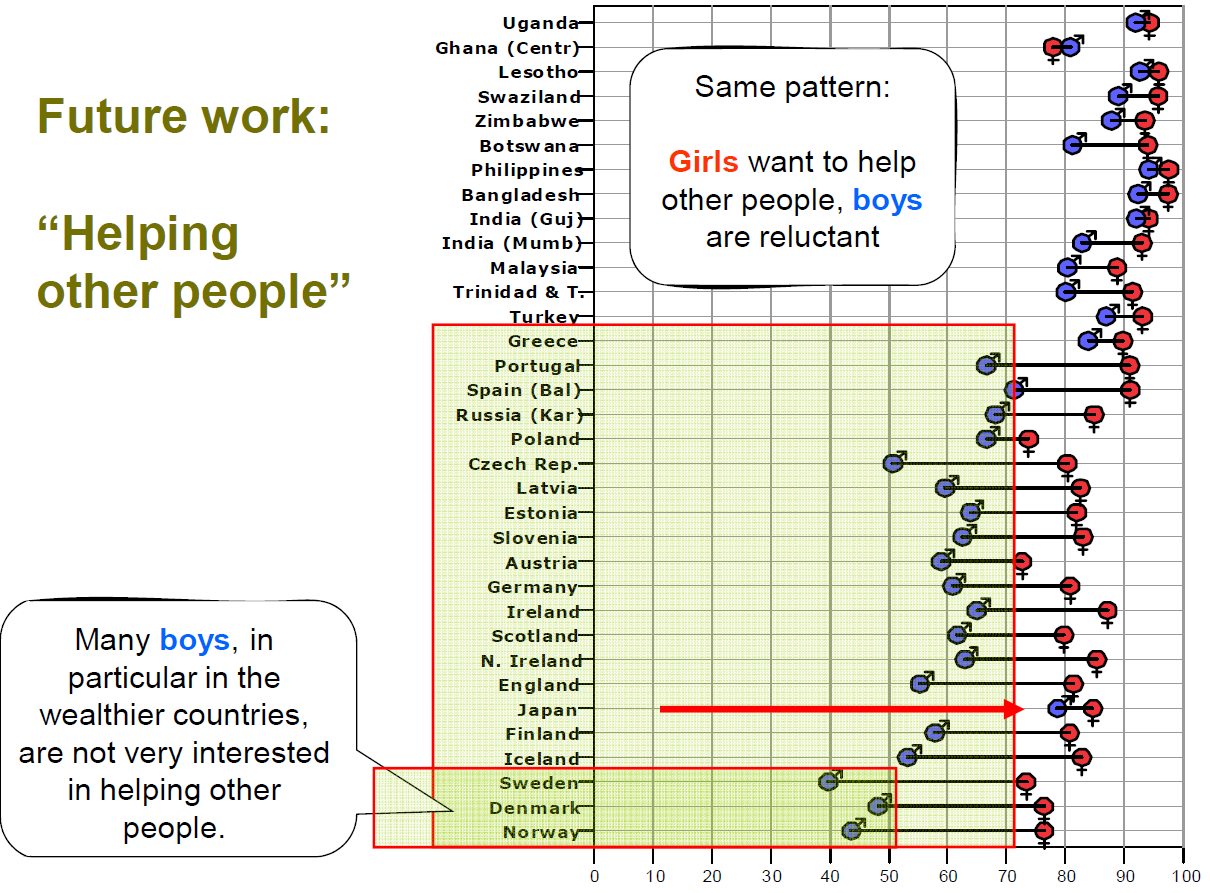 Future work:
“Helping
other people”
Uganda
Ghana (Centr)
Lesotho
Swaziland
Zimbabwe
Botswana
Philippines
Bangladesh
India (Guj)
India (Mumb)
Malaysia
Trinidad & T.
Turkey
Greece
Portugal
Spain (Bal)
Russia (Kar)
Poland
Czech Rep.
Latvia
Estonia
Slovenia
Austria
Germany
Ireland
Scotland
N. Ireland
England
Japan
Finland
Iceland
Sweden
Denmark
Norway
Same pattern:
Girls want to help
other people, boys
are reluctant
Many boys, in
particular in the
wealthier countries,
are not very interested
in helping other
people.
0 10 20 30 40 50 60 70 80 90 100